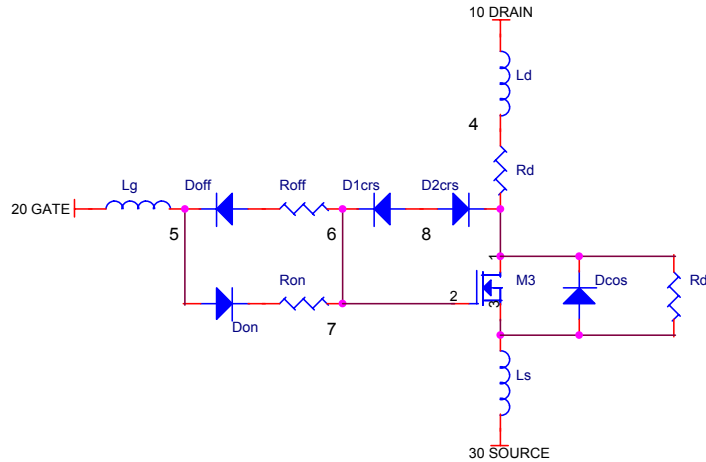 10 DRAIN
Ld
4
Rd
Lg
Doff
Roff
D1crs
D2crs
20 GATE
5
6
8
1
Ron
M3
Dcos
Rd
2
3
Don
7
Ls
30 SOURCE